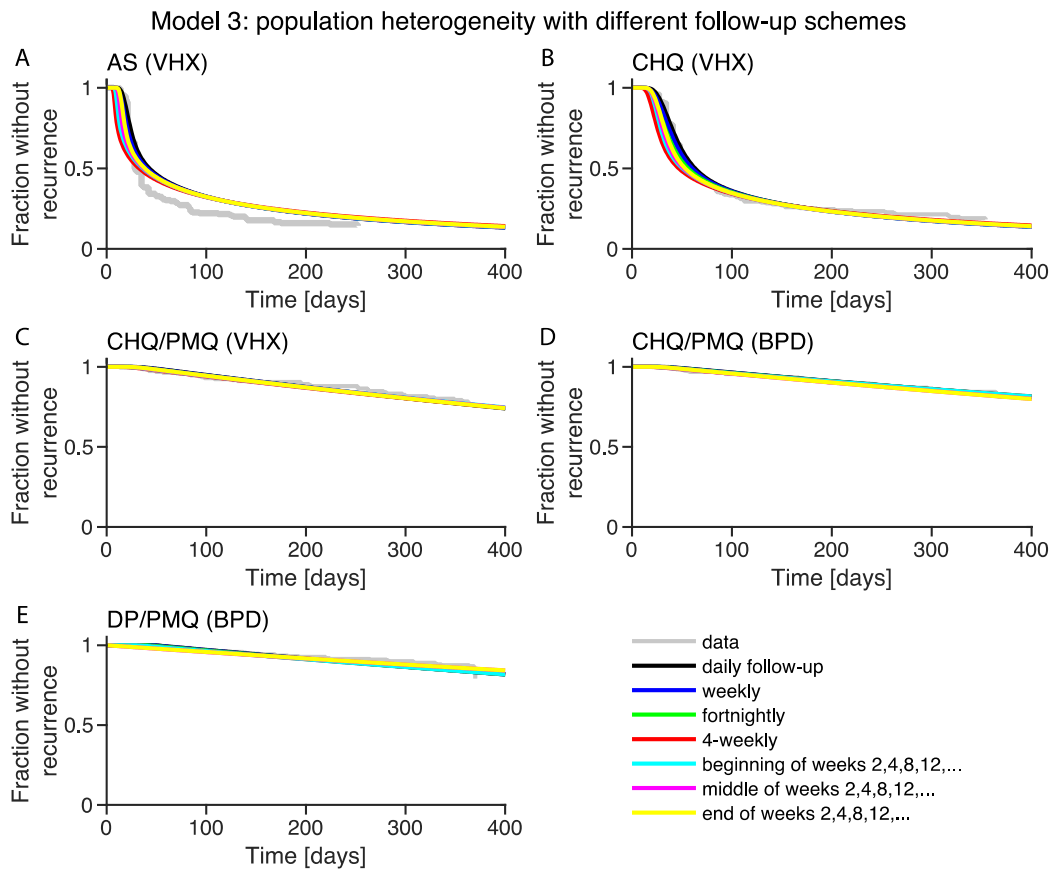 Model 3: population heterogeneity with different follow-up schemes
A
AS (VHX)
Fraction without
recurrence
1
0.5
0
0
100
200
300
400
Time [days]
B
CHQ (VHX)
Fraction without
recurrence
1
0.5
0
0
100
200
300
400
Time [days]
C
CHQ/PMQ (VHX)
Fraction without
recurrence
1
0.5
0
0
100
200
300
400
Time [days]
D
CHQ/PMQ (BPD)
Fraction without
recurrence
1
0.5
0
0
100
200
300
400
Time [days]
E
DP/PMQ (BPD)
Fraction without
recurrence
1
0.5
0
0
100
200
300
400
Time [days]
data
daily follow-up
weekly
fortnightly
4-weekly
beginning of weeks 2,4,8,12,...
middle of weeks 2,4,8,12,...
end of weeks 2,4,8,12,...